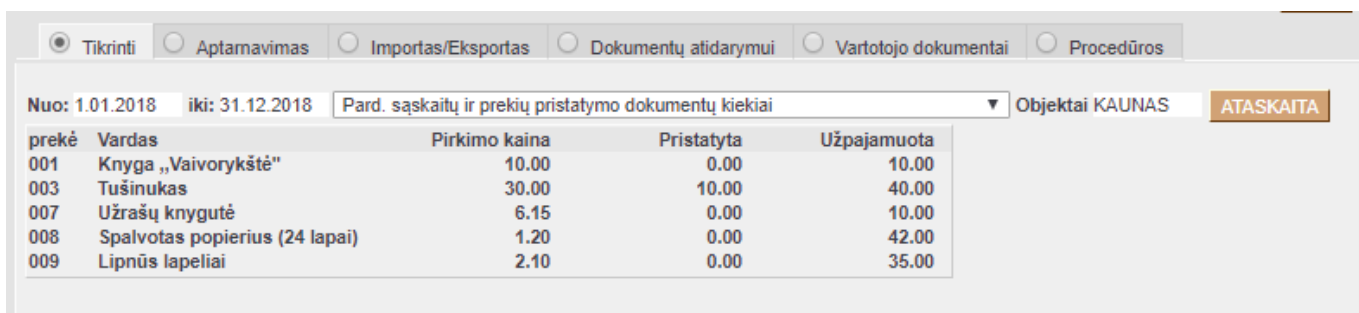 Tikrinti Aptarnavimas Importas/Eksportas Dokumentų atidarymui Vartotojo dokumentai Procedūros
Nuo: 1.01.2018 iki: 31.12.2018 Pard. sąskaitų ir prekių pristatymo dokumentų kiekiai Objektai KAUNAS ATASKAITA
prekė Vardas Pirkimo kaina Pristatyta Užpajamuota
001 Knyga ,,Vaivorykštė" 10.00 0.00 10.00
003 Tušinukas 30.00 10.00 40.00
007 Užrašų knygutė 6.15 0.00 10.00
008 Spalvotas popierius (24 lapai) 1.20 0.00 42.00
009 Lipnūs lapeliai 2.10 0.00 35.00